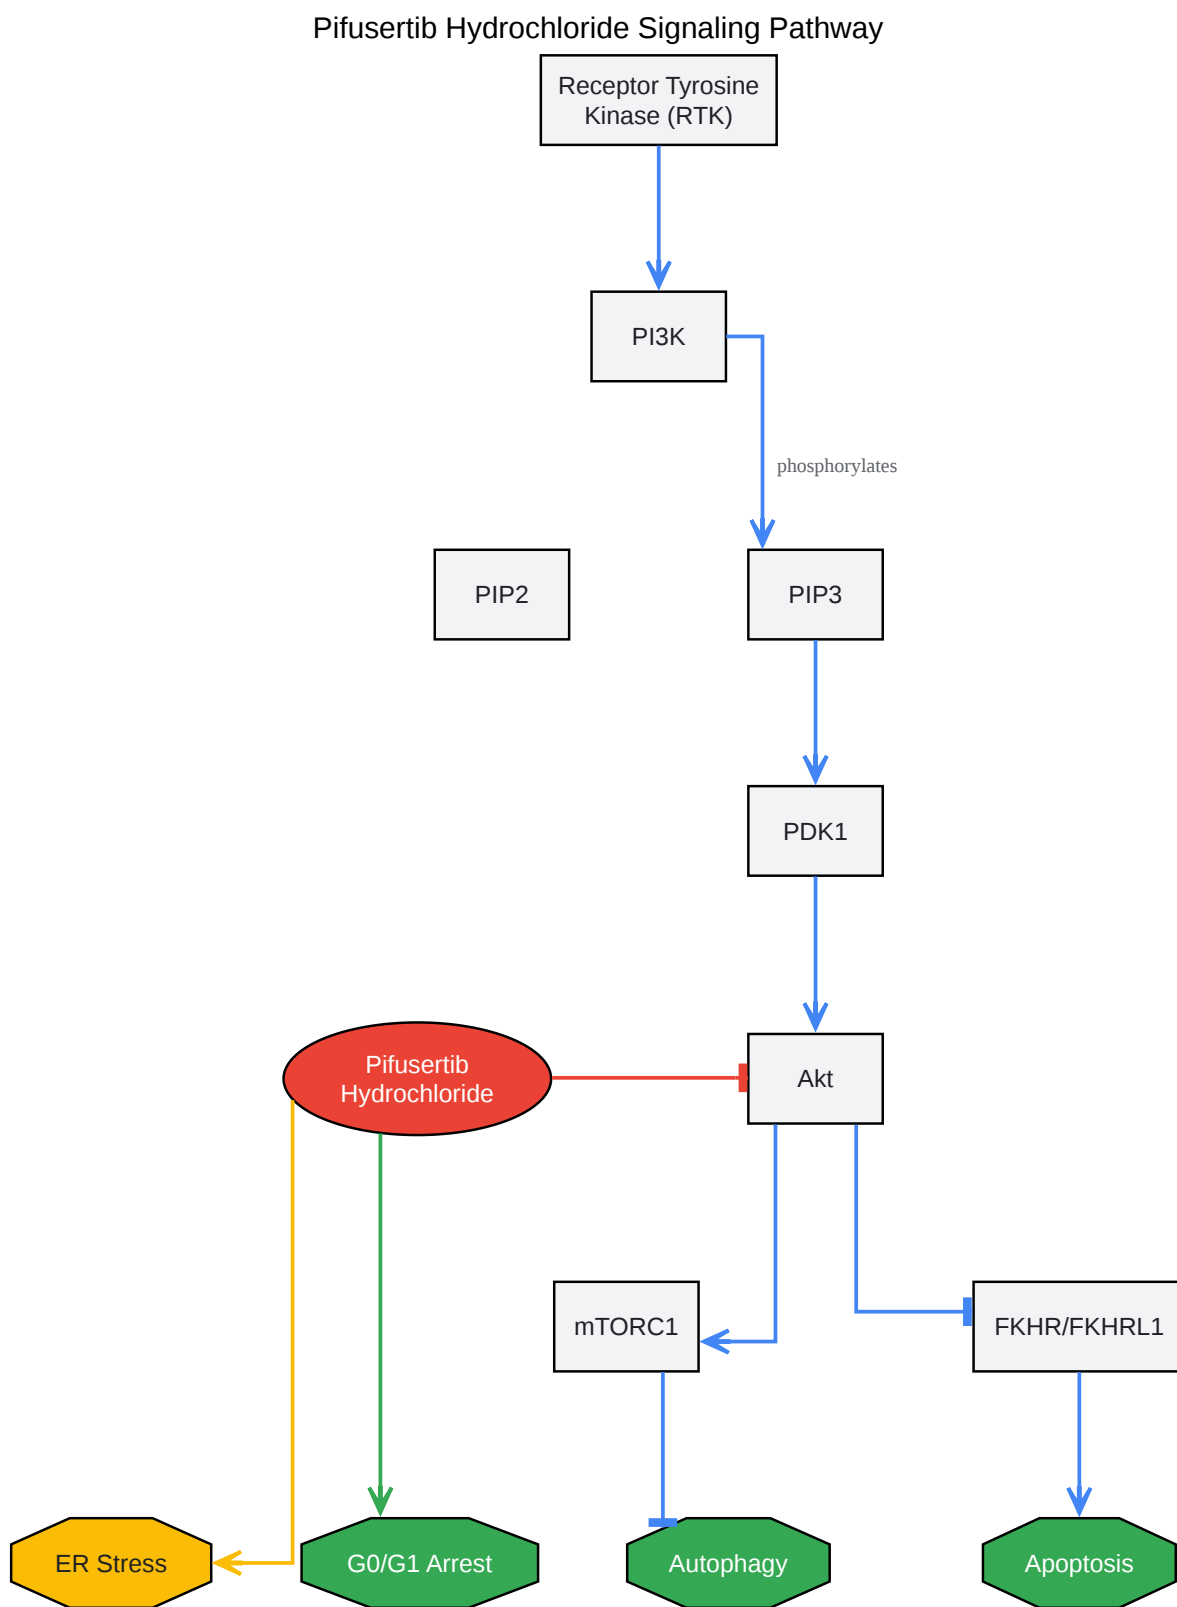 Pifusertib Hydrochloride Signaling Pathway
Receptor Tyrosine
Kinase (RTK)
PI3K
phosphorylates
PIP2
PIP3
PDK1
Pifusertib
Hydrochloride
Akt
mTORC1
FKHR/FKHRL1
ER Stress
G0/G1 Arrest
Autophagy
Apoptosis